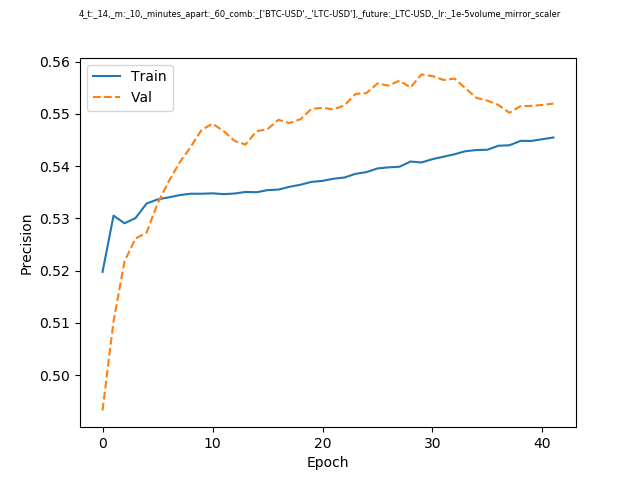 4_t:_14,_m:_10,_minutes_apart:_60_comb:_['BTC-USD',_'LTC-USD'],_future:_LTC-USD,_lr:_1e-5volume_mirror_scaler
Train
Val
0.56
0.55
0.54
0.53
0.52
0.51
0.50
Precision
0
10
20
30
40
Epoch